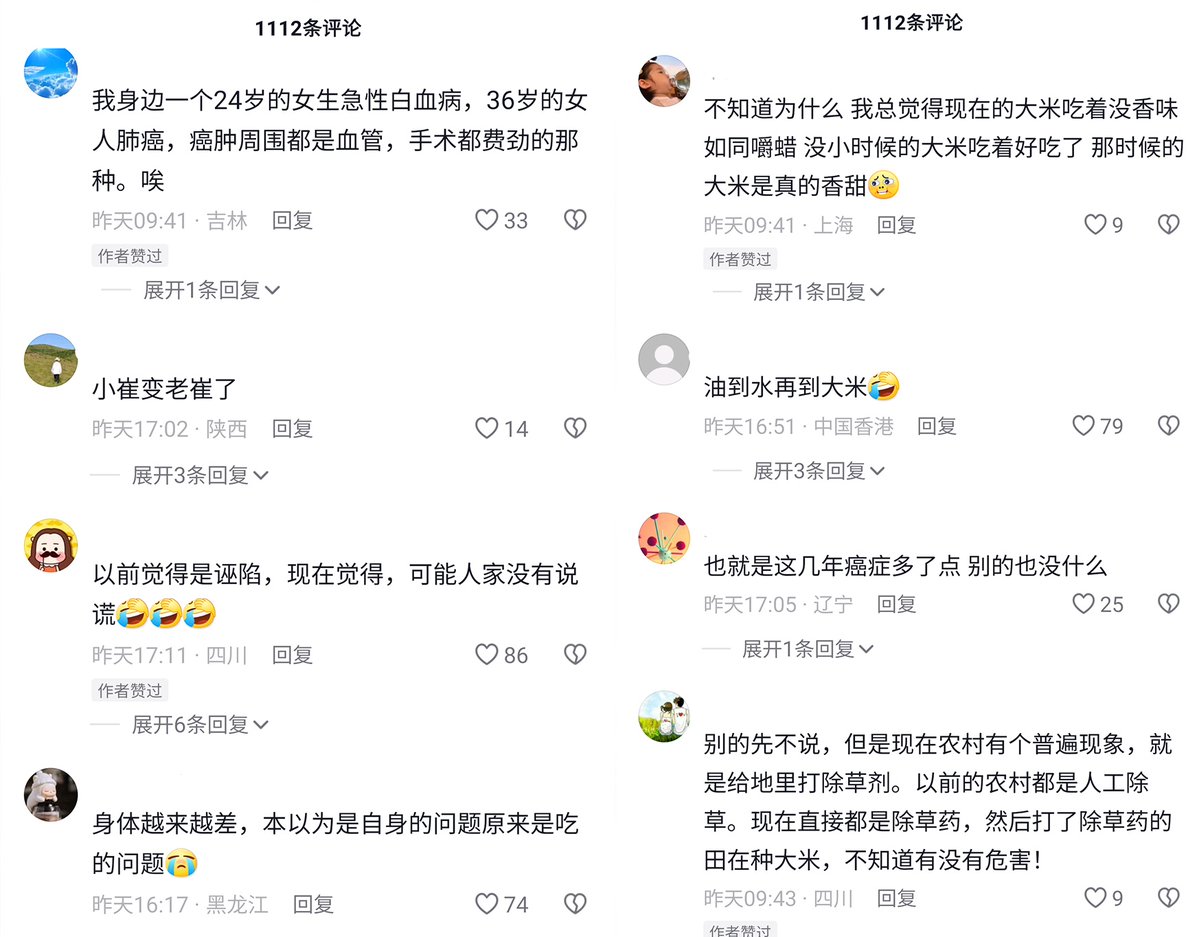 1112条评论
我身边一个24岁的女生急性白血病，36岁的女
人肺癌，癌肿周围都是血管，手术都费劲的那
种。唉
昨天09:41 · 吉林 回复 33
作者赞过
展开1条回复
小崔变老崔了
昨天17:02 · 陕西 回复 14
展开3条回复
以前觉得是诬陷，现在觉得，可能人家没有说
谎🤣🤣🤣
昨天17:11 · 四川 回复 86
作者赞过
展开6条回复
身体越来越差，本以为是自身的问题原来是吃
的问题😭
昨天16:17 · 黑龙江 回复 74
1112条评论
不知道为什么 我总觉得现在的大米吃着没香味
如同嚼蜡 没小时候的大米吃着好吃了 那时候的
大米是真的香甜
昨天09:41 · 上海 回复 9
作者赞过
展开1条回复
油到水再到大米🤣
昨天16:51 · 中国香港 回复 79
展开3条回复
也就是这几年癌症多了点 别的也没什么
昨天17:05 · 辽宁 回复 25
展开1条回复
别的先不说，但是现在农村有个普遍现象，就
是给地里打除草剂。以前的农村都是人工除
草。现在直接都是除草药，然后打了除草药的
田在种大米，不知道有没有危害！
昨天09:43 · 四川 回复 9
作者赞过